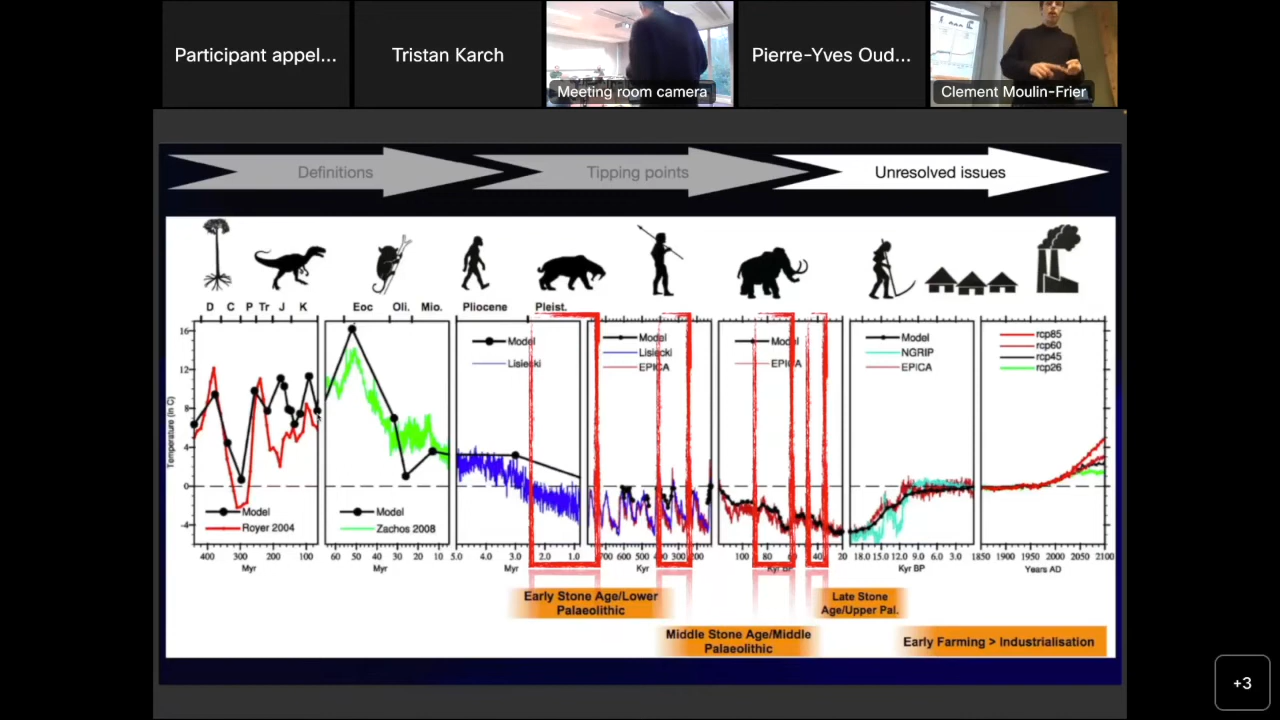 Participant appel...
Tristan Karch
Meeting room camera
Pierre-Yves Oud...
Clement Moulin-Frier
Definitions
Tipping points
Unresolved issues
D C P Tr J K
Eoc Oli. Mio.
Pliocene
Pleist.
Temperature (in C)
16
12
8
4
0
-4
Model
Royer 2004
400 300 200 100
Myr
Model
Zachos 2008
60 50 40 30 20 10
Myr
Model
Lisiecki
5.0 4.0 3.0 2.0 1.0
Myr
Model
Lisiecki
EPICA
700 600 500 400 300 200
Kyr
Model
EPICA
100 80 60 40 20
Kyr BP
Model
NGRIP
EPICA
18.0 15.0 12.0 9.0 6.0 3.0
Kyr BP
rcp85
rcp60
rcp45
rcp26
1850 1900 1950 2000 2050 2100
Years AD
Early Stone Age/Lower
Palaeolithic
Middle Stone Age/Middle
Palaeolithic
Late Stone
Age/Upper Pal.
Early Farming > Industrialisation
+3